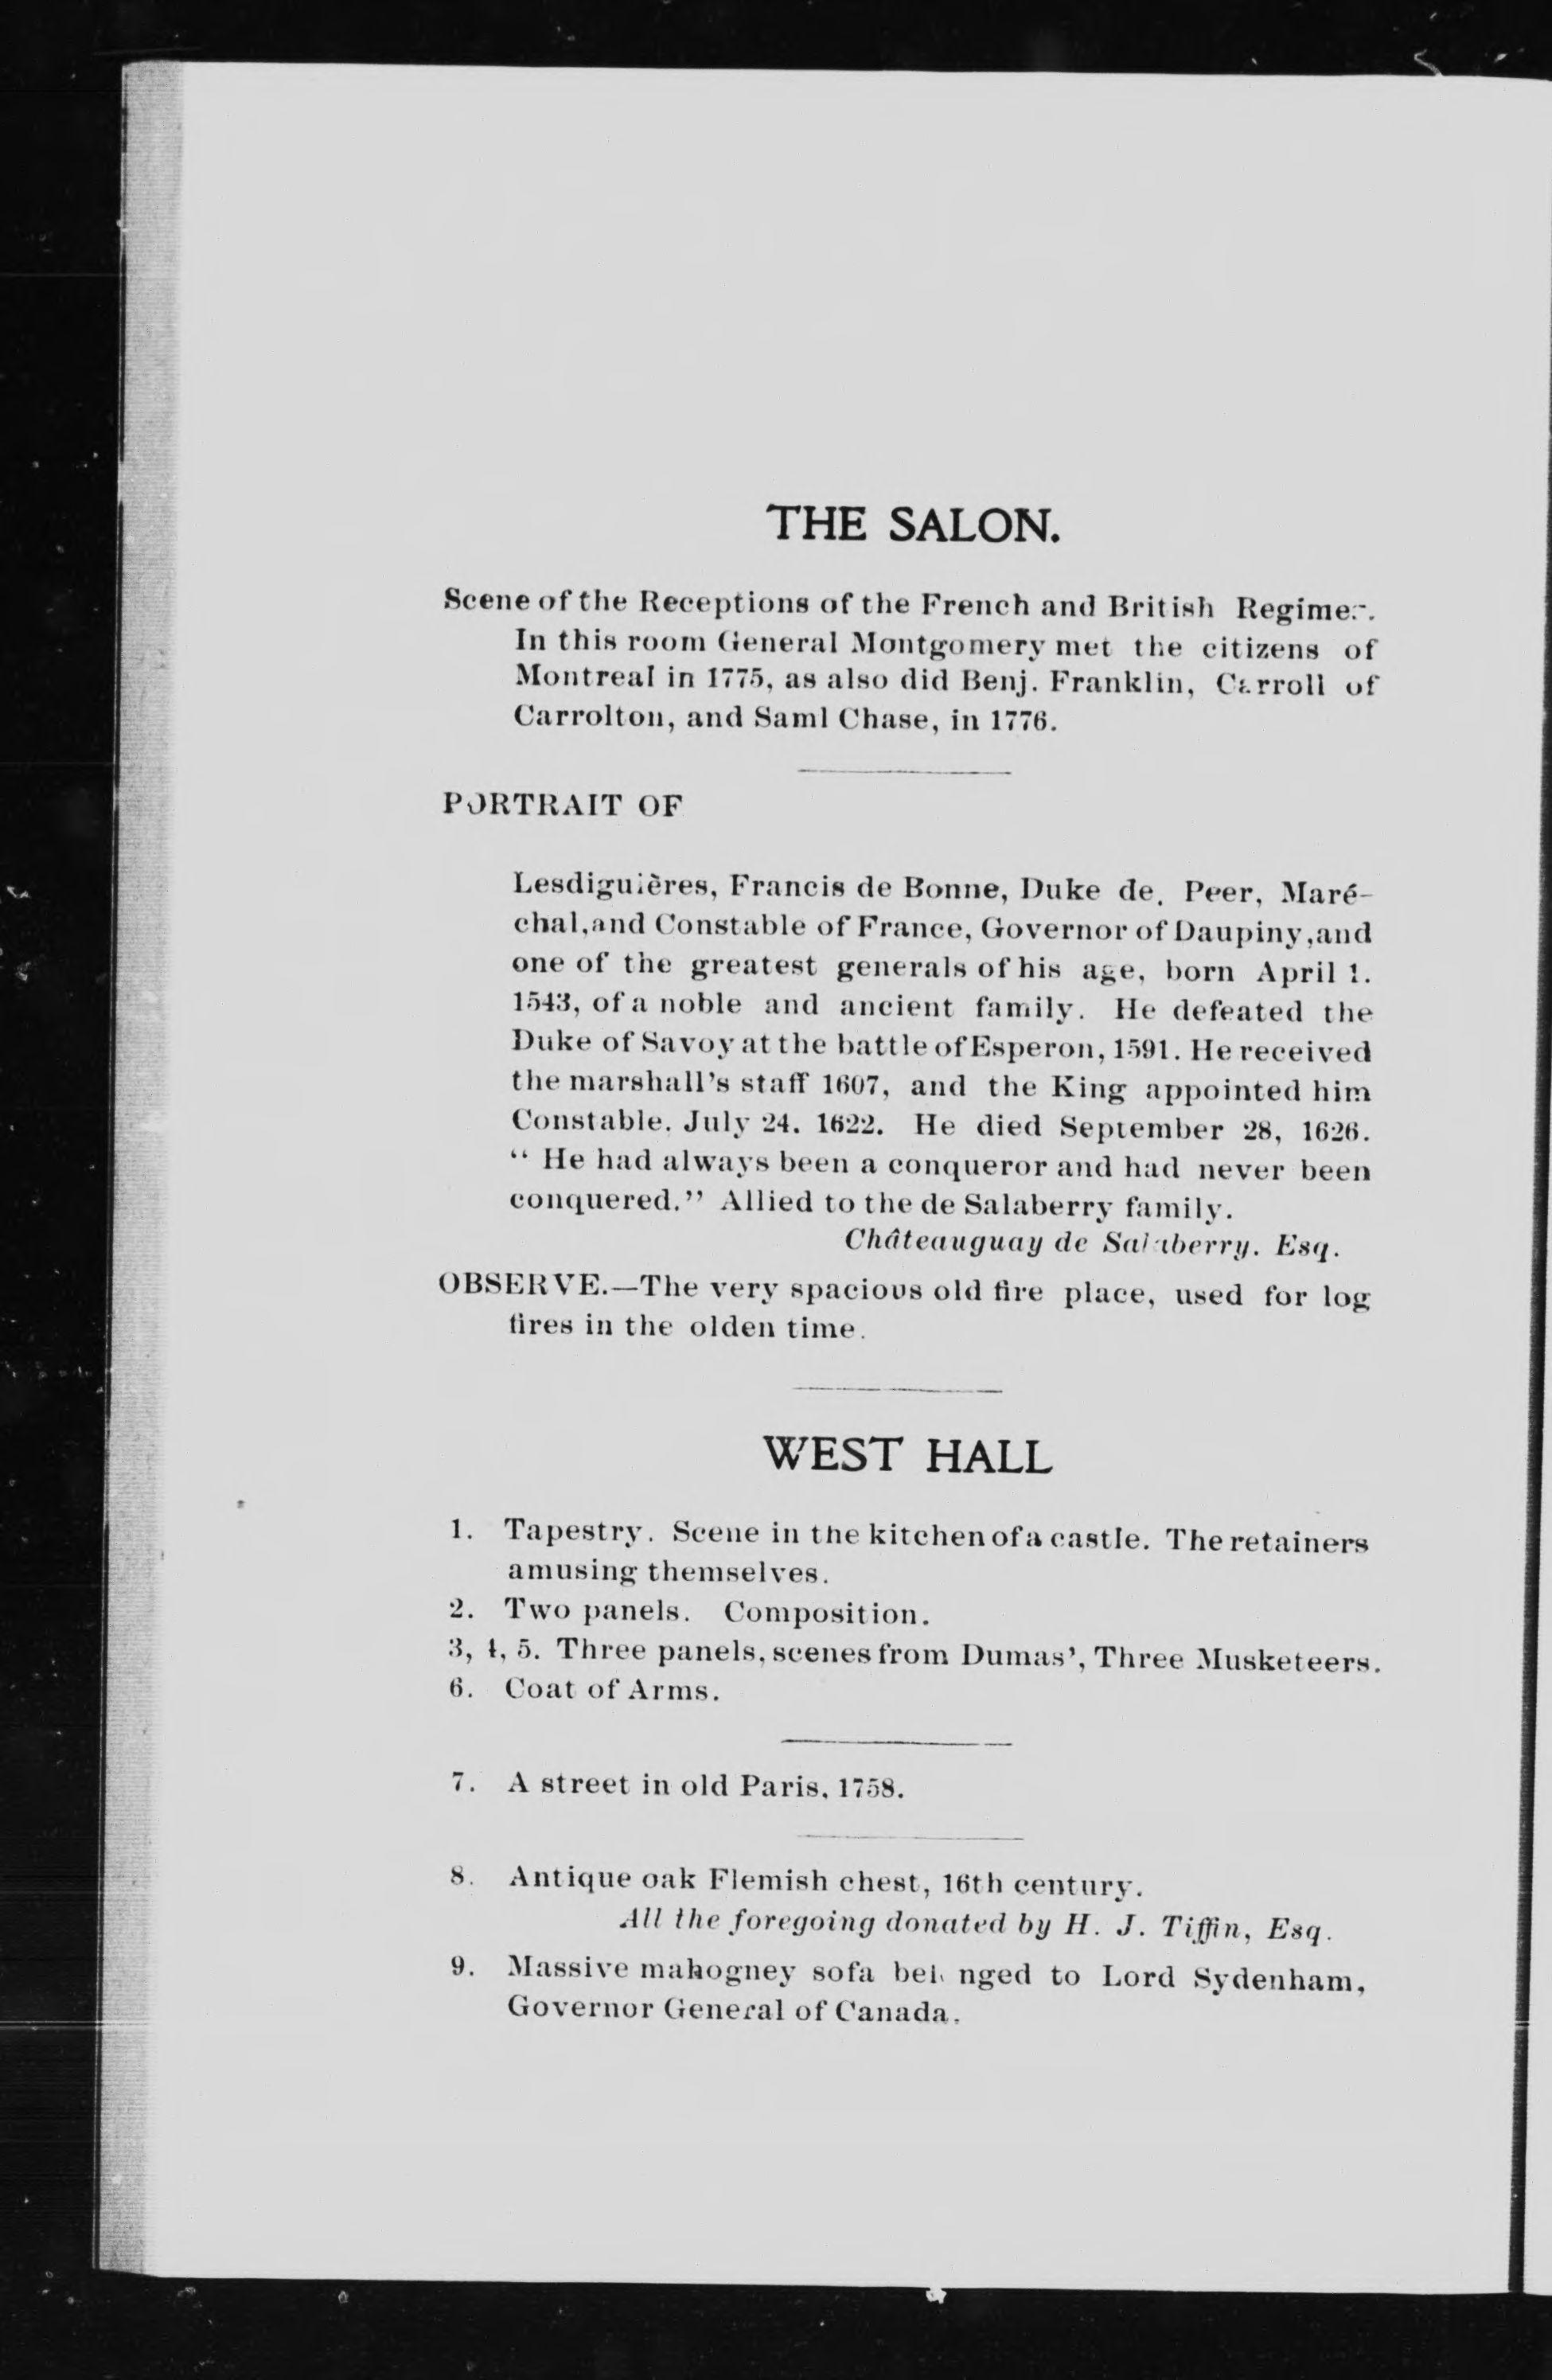 THE SALON.
Scene of the Receptions of the French and British Regimes.
In this room General Montgomery met the citizens of
Montreal in 1775, as also did Benj. Franklin, Carroll of
Carrolton, and Saml Chase, in 1776.
PORTRAIT OF
Lesdiguières, Francis de Bonne, Duke de, Peer, Maré-
chal, and Constable of France, Governor of Daupiny, and
one of the greatest generals of his age, born April 1.
1543, of a noble and ancient family. He defeated the
Duke of Savoy at the battle of Esperon, 1591. He received
the marshall's staff 1607, and the King appointed him
Constable. July 24. 1622. He died September 28, 1626.
“ He had always been a conqueror and had never been
conquered.” Allied to the de Salaberry family.
Châteauguay de Salaberry. Esq.
OBSERVE.—The very spacious old fire place, used for log
fires in the olden time.
WEST HALL
1. Tapestry. Scene in the kitchen of a castle. The retainers
amusing themselves.
2. Two panels. Composition.
3, 4, 5. Three panels, scenes from Dumas', Three Musketeers.
6. Coat of Arms.
7. A street in old Paris, 1758.
8. Antique oak Flemish chest, 16th century.
All the foregoing donated by H. J. Tiffin, Esq.
9. Massive mahogney sofa belonged to Lord Sydenham,
Governor General of Canada.